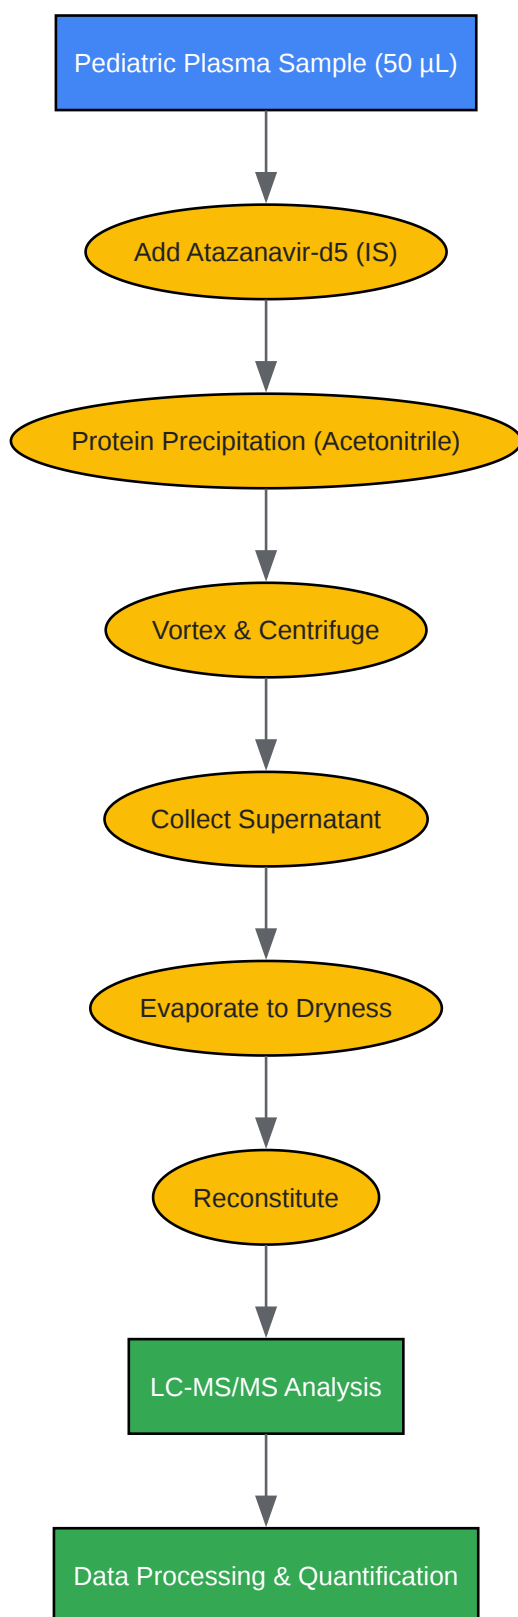 Pediatric Plasma Sample (50 µL)
Add Atazanavir-d5 (IS)
Protein Precipitation (Acetonitrile)
Vortex & Centrifuge
Collect Supernatant
Evaporate to Dryness
Reconstitute
LC-MS/MS Analysis
Data Processing & Quantification